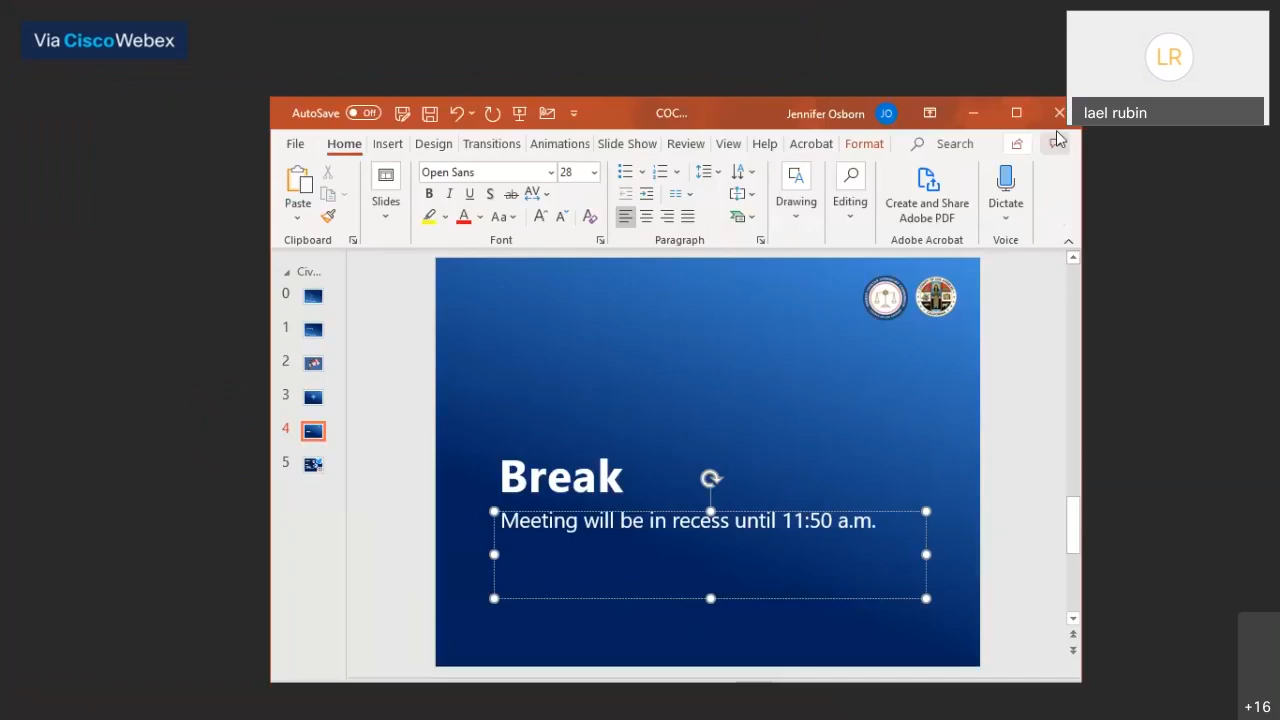 Via CiscoWebex
LR
lael rubin
AutoSave Off
COC...
Jennifer Osborn
JO
File Home Insert Design Transitions Animations Slide Show Review View Help Acrobat Format Search
Open Sans 28
Paste
Slides
B I U S ab AV
Aa A A
Drawing
Editing
Create and Share
Adobe PDF
Dictate
Clipboard
Font
Paragraph
Adobe Acrobat
Voice
Civ...
0
1
2
3
4
5
Break
Meeting will be in recess until 11:50 a.m.
+16